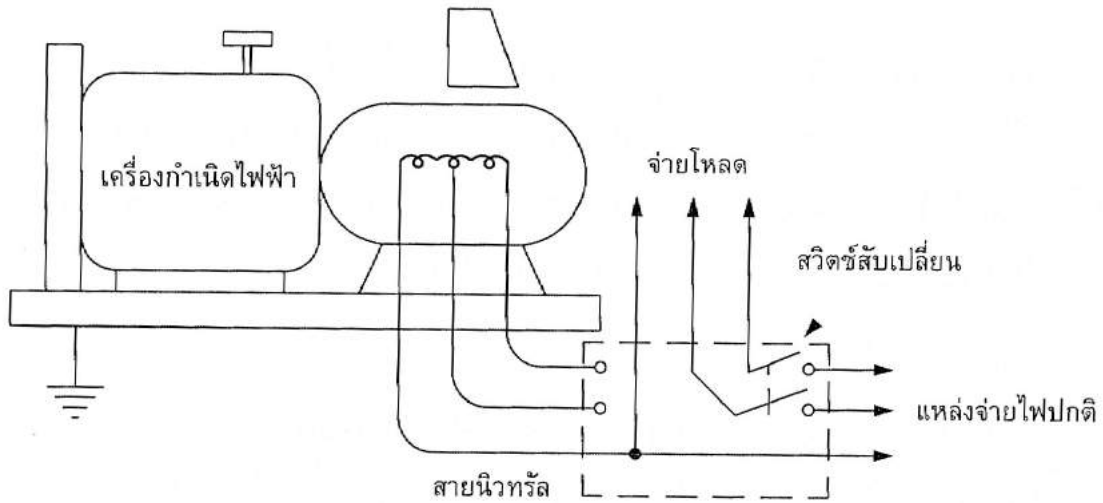 จ่ายโหลด
เครื่องกำเนิดไฟฟ้า
สวิตช์สับเปลี่ยน
แหล่งจ่ายไฟปกติ
สายนิวทรัล